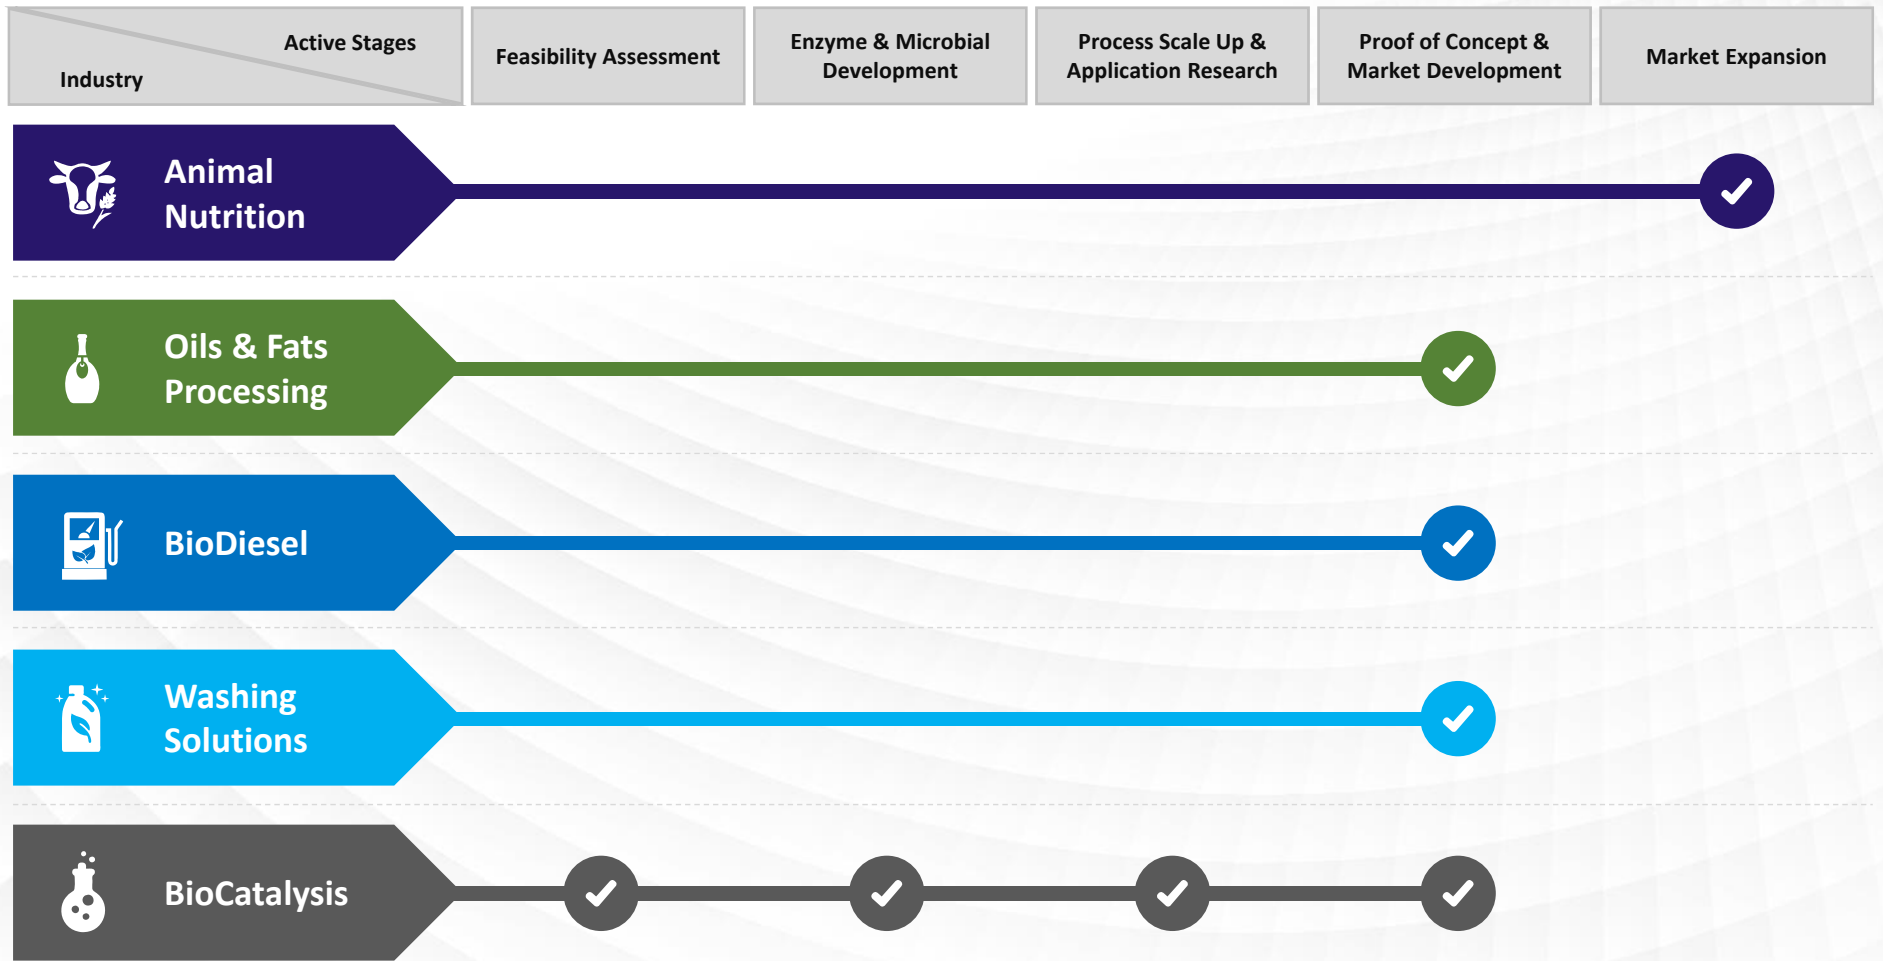 Active Stages
Industry
Feasibility Assessment
Enzyme & Microbial
Development
Process Scale Up &
Application Research
Proof of Concept &
Market Development
Market Expansion
Animal
Nutrition
Oils & Fats
Processing
BioDiesel
Washing
Solutions
BioCatalysis